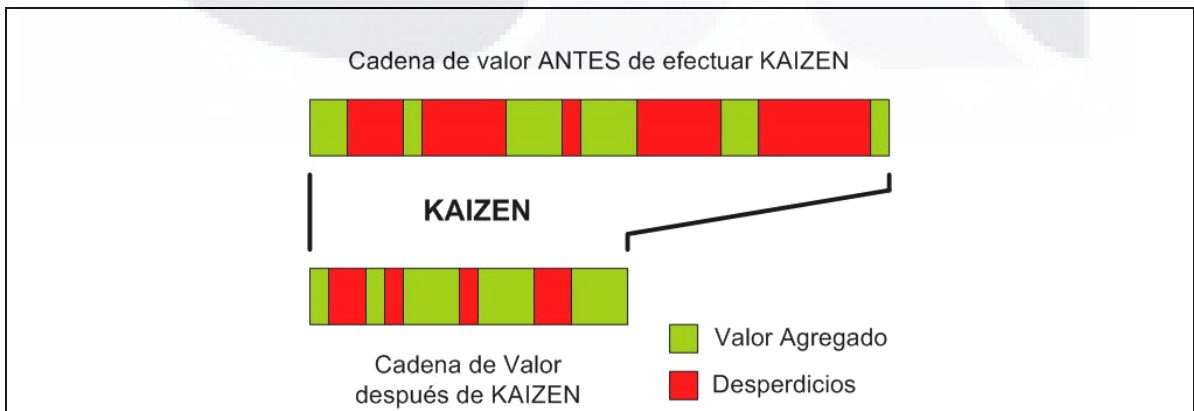 Cadena de valor ANTES de efectuar KAIZEN
KAIZEN
Cadena de Valor
después de KAIZEN
Valor Agregado
Desperdicios